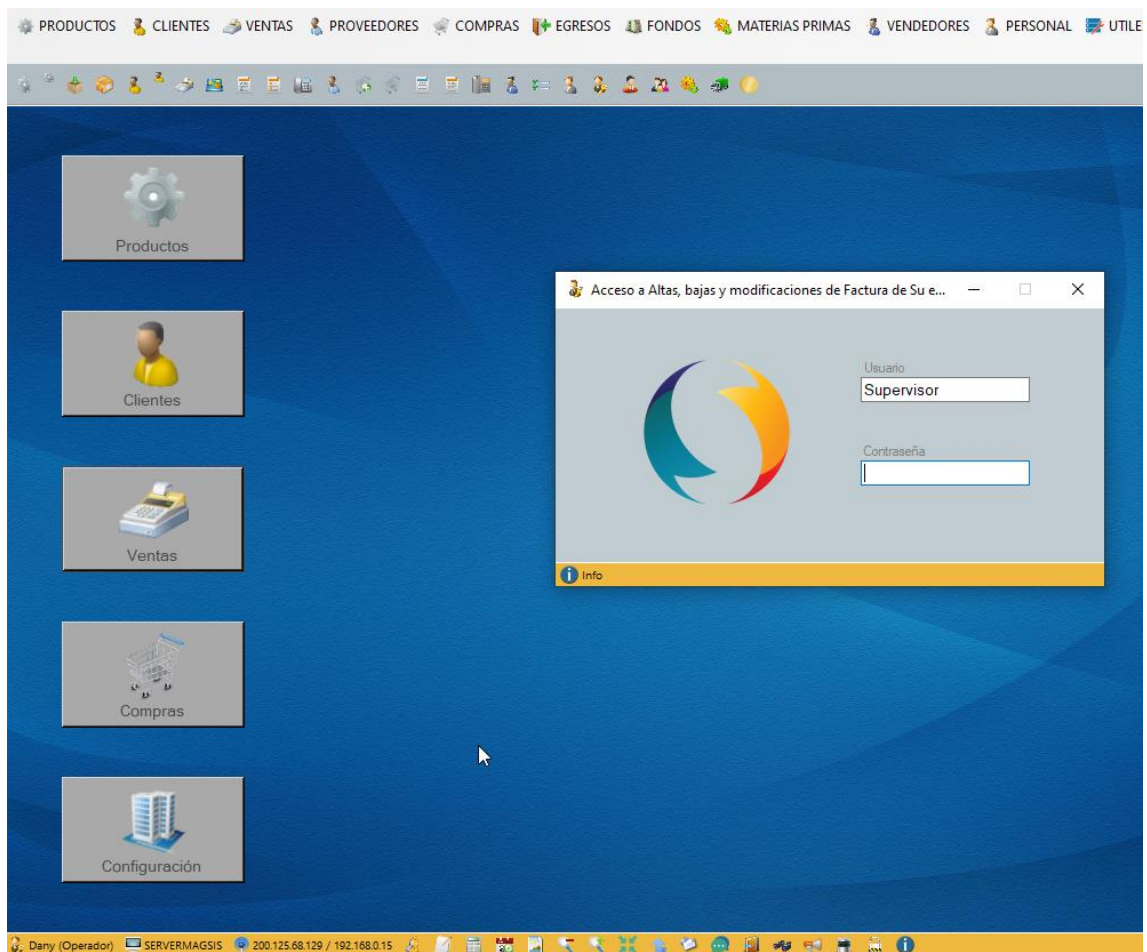 PRODUCTOS CLIENTES VENTAS PROVEEDORES COMPRAS EGRESOS FONDOS MATERIAS PRIMAS VENDEDORES PERSONAL UTILE
Productos
Clientes
Ventas
Compras
Configuración
Acceso a Altas, bajas y modificaciones de Factura de Su e...
Usuario
Supervisor
Contraseña
Info
Dany (Operador) SERVERMAGSIS 200.125.68.129 / 192.168.0.15